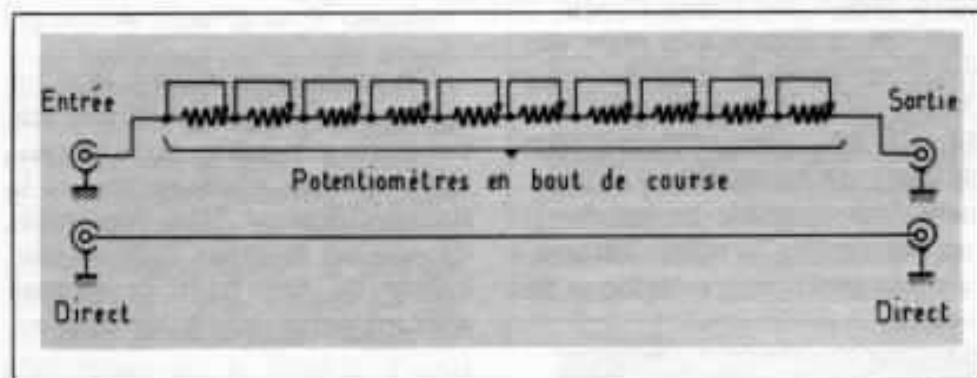 Entrée
Sortie
Potentiomètres en bout de course
Direct
Direct